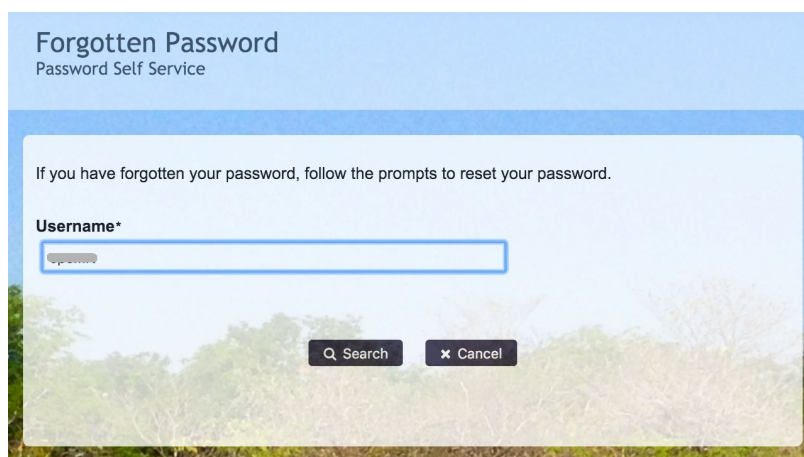 Forgotten Password
Password Self Service
If you have forgotten your password, follow the prompts to reset your password.
Username*
Search
Cancel